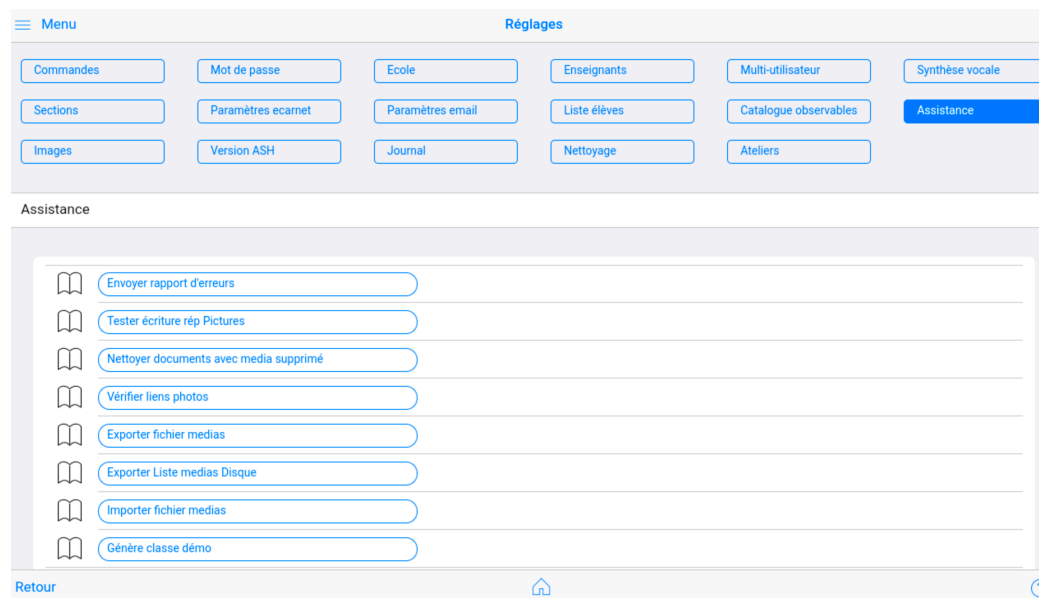 Menu Réglages
Commandes Mot de passe Ecole Enseignants Multi-utilisateur Synthèse vocale
Sections Paramètres ecarnet Paramètres email Liste élèves Catalogue observables Assistance
Images Version ASH Journal Nettoyage Ateliers
Assistance
Envoyer rapport d'erreurs
Tester écriture rép Pictures
Nettoyer documents avec media supprimé
Vérifier liens photos
Exporter fichier medias
Exporter Liste medias Disque
Importer fichier medias
Génère classe démo
Retour